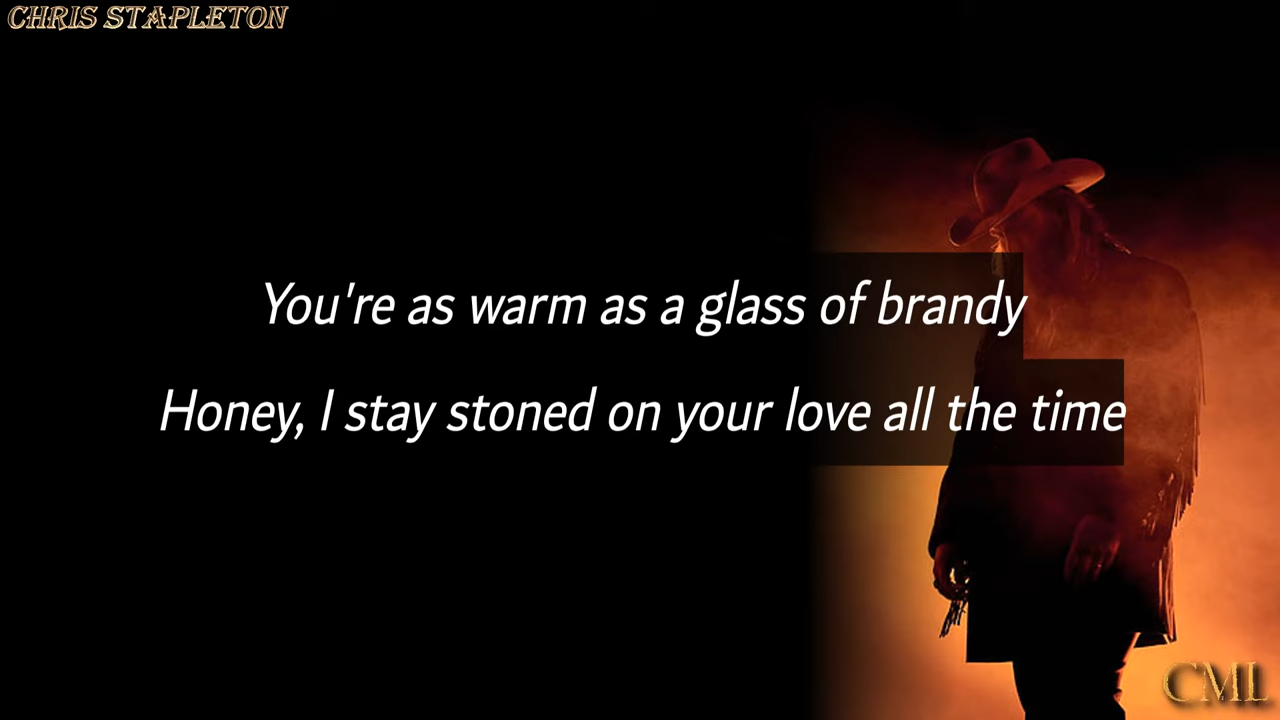 CHRIS STAPLETON
You're as warm as a glass of brandy
Honey, I stay stoned on your love all the time
CML